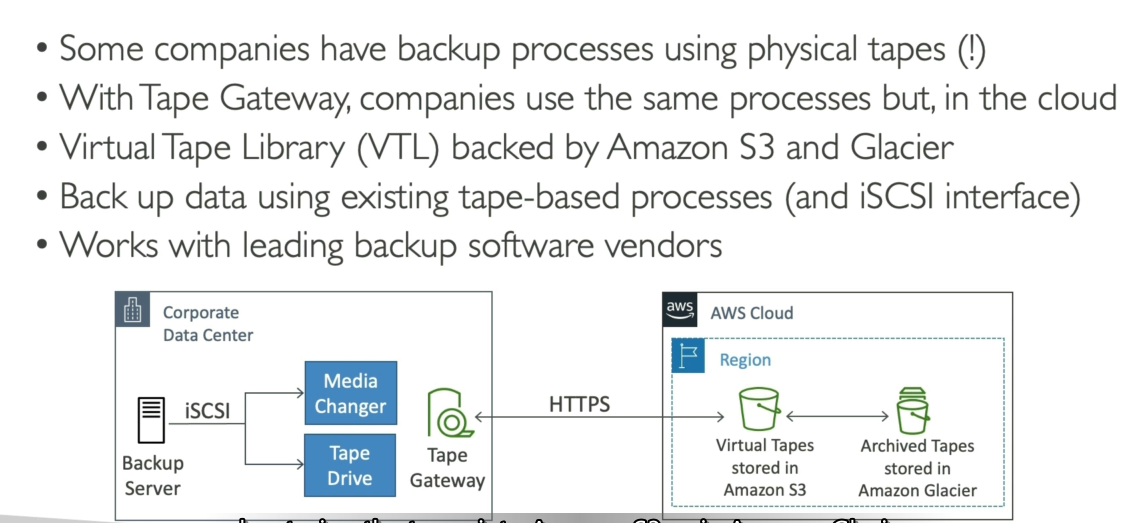 • Some companies have backup processes using physical tapes (!)
• With Tape Gateway, companies use the same processes but, in the cloud
• Virtual Tape Library (VTL) backed by Amazon S3 and Glacier
• Back up data using existing tape-based processes (and iSCSI interface)
• Works with leading backup software vendors
Corporate
Data Center
iSCSI
Backup
Server
Media
Changer
Tape
Drive
Tape
Gateway
HTTPS
aws
AWS Cloud
Region
Virtual Tapes
stored in
Amazon S3
Archived Tapes
stored in
Amazon Glacier